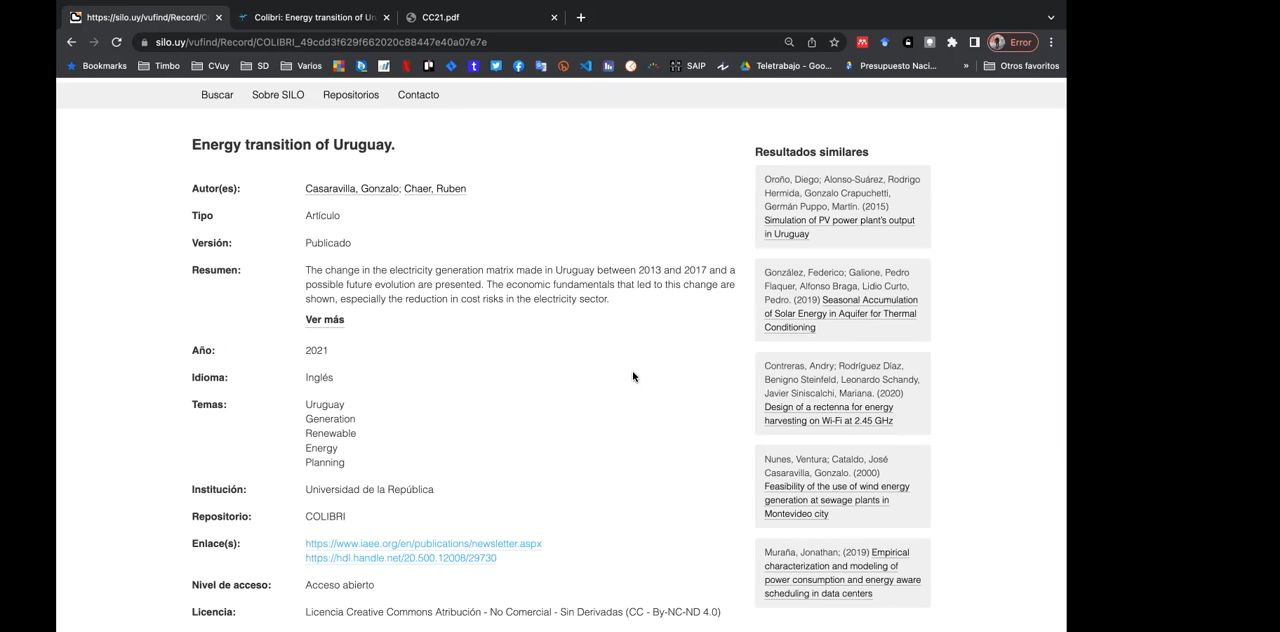 https://silo.uy/vufind/Record/C
Colibri: Energy transition of Un
CC21.pdf
silo.uy/vufind/Record/COLIBRI_49cdd3f629f662020c88447e40a07e7e
Error
Bookmarks
Timbo
CVuy
SD
Varios
SAIP
Teletrabajo - Goo...
Presupuesto Naci...
»
Otros favoritos
Buscar
Sobre SILO
Repositorios
Contacto
Energy transition of Uruguay.
Autor(es): Casaravilla, Gonzalo; Chaer, Ruben
Tipo Artículo
Versión: Publicado
Resumen: The change in the electricity generation matrix made in Uruguay between 2013 and 2017 and a
possible future evolution are presented. The economic fundamentals that led to this change are
shown, especially the reduction in cost risks in the electricity sector.
Ver más
Año: 2021
Idioma: Inglés
Temas: Uruguay
Generation
Renewable
Energy
Planning
Institución: Universidad de la República
Repositorio: COLIBRI
Enlace(s): https://www.iaee.org/en/publications/newsletter.aspx
https://hdl.handle.net/20.500.12008/29730
Nivel de acceso: Acceso abierto
Licencia: Licencia Creative Commons Atribución - No Comercial - Sin Derivadas (CC - By-NC-ND 4.0)
Resultados similares
Oroño, Diego; Alonso-Suárez, Rodrigo
Hermida, Gonzalo Crapuchetti,
Germán Puppo, Martín. (2015)
Simulation of PV power plant's output
in Uruguay
González, Federico; Galione, Pedro
Flaquer, Alfonso Braga, Lidio Curto,
Pedro. (2019) Seasonal Accumulation
of Solar Energy in Aquifer for Thermal
Conditioning
Contreras, Andry; Rodríguez Díaz,
Benigno Steinfeld, Leonardo Schandy,
Javier Siniscalchi, Mariana. (2020)
Design of a rectenna for energy
harvesting on Wi-Fi at 2.45 GHz
Nunes, Ventura; Cataldo, José
Casaravilla, Gonzalo. (2000)
Feasibility of the use of wind energy
generation at sewage plants in
Montevideo city
Muraña, Jonathan; (2019) Empirical
characterization and modeling of
power consumption and energy aware
scheduling in data centers